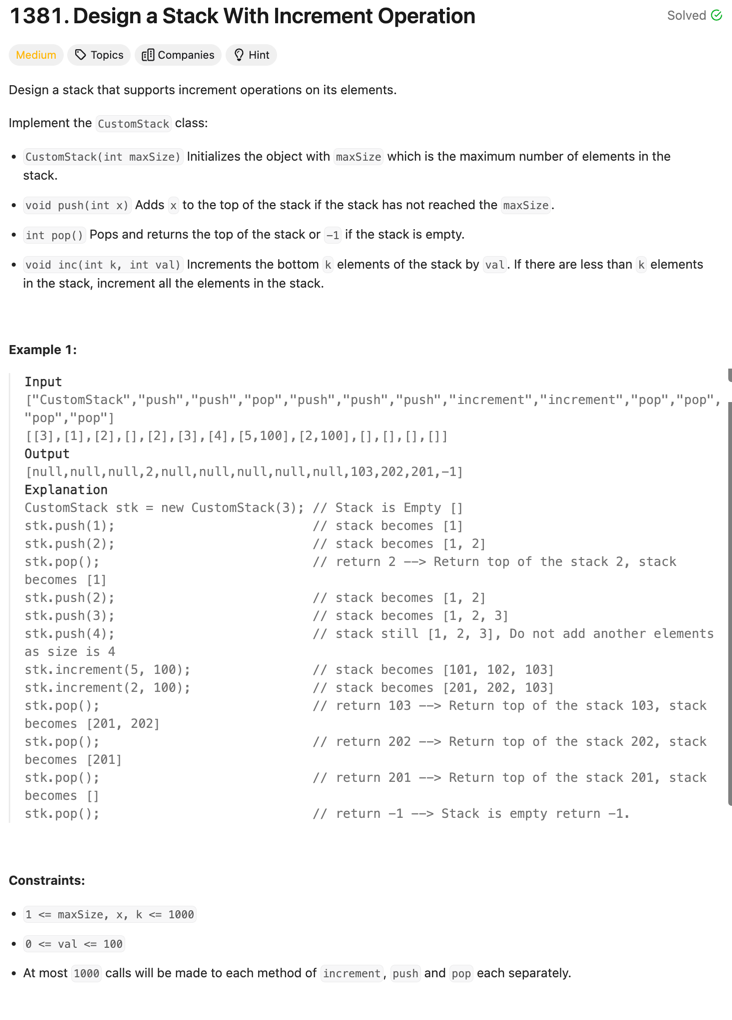 1381. Design a Stack With Increment Operation
Solved
Medium Topics Companies Hint
Design a stack that supports increment operations on its elements.
Implement the CustomStack class:
• CustomStack(int maxSize) Initializes the object with maxSize which is the maximum number of elements in the
stack.
• void push(int x) Adds x to the top of the stack if the stack has not reached the maxSize.
• int pop() Pops and returns the top of the stack or -1 if the stack is empty.
• void inc(int k, int val) Increments the bottom k elements of the stack by val. If there are less than k elements
in the stack, increment all the elements in the stack.
Example 1:
Input
["CustomStack","push","push","pop","push","push","push","increment","increment","pop","pop",
"pop","pop"]
[[3],[1],[2],[],[2],[3],[4],[5,100],[2,100],[],[],[],[]]
Output
[null,null,null,2,null,null,null,null,null,103,202,201,-1]
Explanation
CustomStack stk = new CustomStack(3); // Stack is Empty []
stk.push(1); // stack becomes [1]
stk.push(2); // stack becomes [1, 2]
stk.pop(); // return 2 --> Return top of the stack 2, stack
becomes [1]
stk.push(2); // stack becomes [1, 2]
stk.push(3); // stack becomes [1, 2, 3]
stk.push(4); // stack still [1, 2, 3], Do not add another elements
as size is 4
stk.increment(5, 100); // stack becomes [101, 102, 103]
stk.increment(2, 100); // stack becomes [201, 202, 103]
stk.pop(); // return 103 --> Return top of the stack 103, stack
becomes [201, 202]
stk.pop(); // return 202 --> Return top of the stack 202, stack
becomes [201]
stk.pop(); // return 201 --> Return top of the stack 201, stack
becomes []
stk.pop(); // return -1 --> Stack is empty return -1.
Constraints:
• 1 <= maxSize, x, k <= 1000
• 0 <= val <= 100
• At most 1000 calls will be made to each method of increment, push and pop each separately.